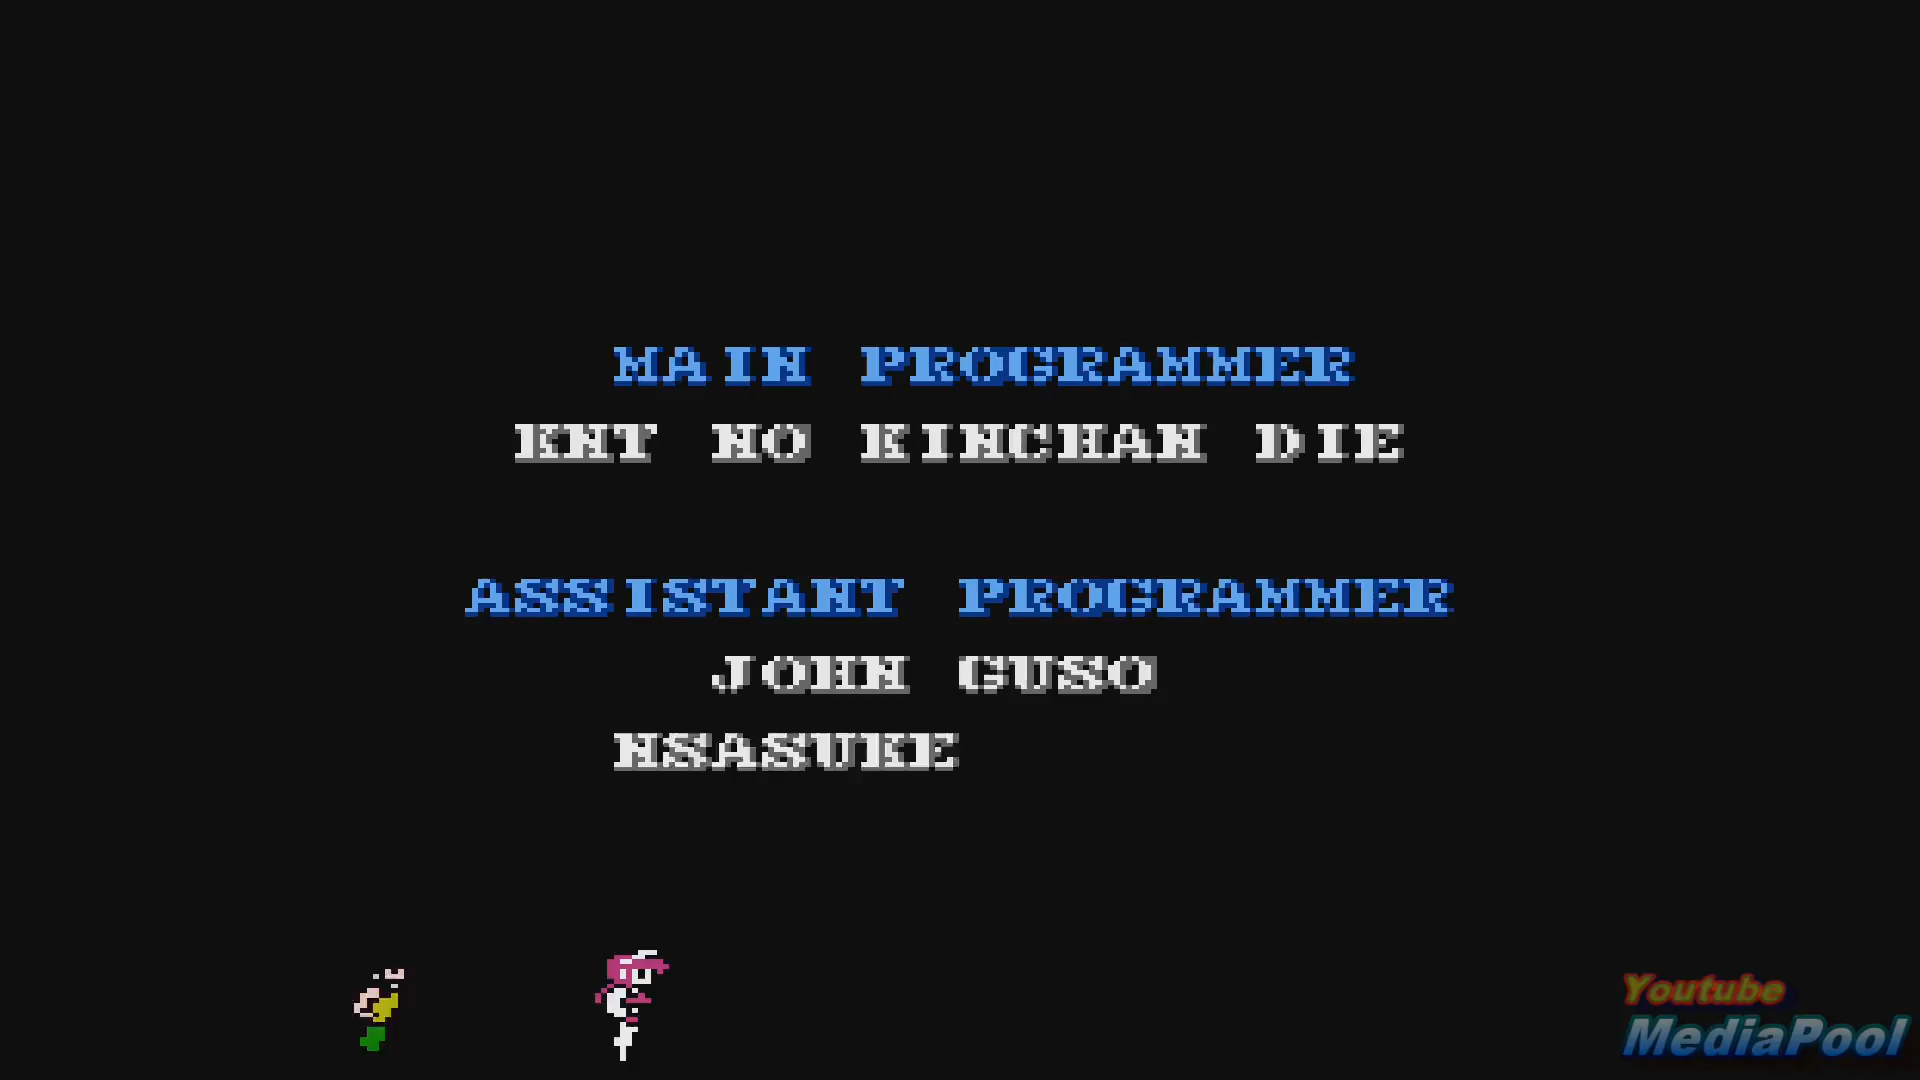 MAIN PROGRAMMER
KNT NO KINCHAN DIE
ASSISTANT PROGRAMMER
JOHN GUSO
NSASUKE
Youtube
MediaPool